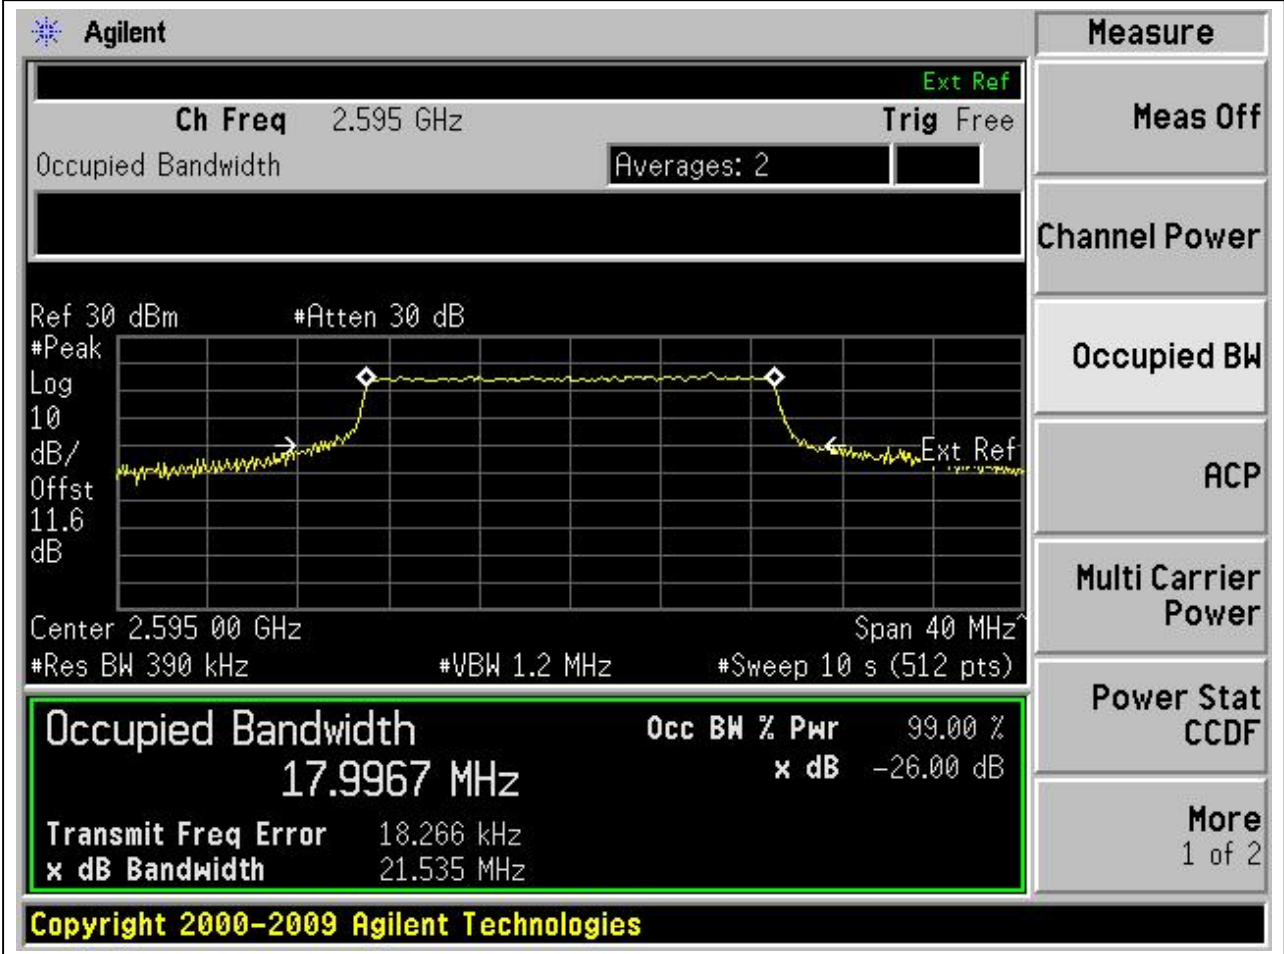 Agilent
Measure
Ext Ref
Ch Freq 2.595 GHz Trig Free
Occupied Bandwidth Averages: 2
Meas Off
Channel Power
Occupied BW
ACP
Multi Carrier
Power
Power Stat
CCDF
More
1 of 2
Ref 30 dBm #Atten 30 dB
#Peak
Log
10
dB/
Offst
11.6
dB
Ext Ref
Center 2.595 00 GHz Span 40 MHz^
#Res BW 390 kHz #VBW 1.2 MHz #Sweep 10 s (512 pts)
Occupied Bandwidth
17.9967 MHz
Occ BW % Pwr 99.00 %
x dB -26.00 dB
Transmit Freq Error 18.266 kHz
x dB Bandwidth 21.535 MHz
Copyright 2000-2009 Agilent Technologies